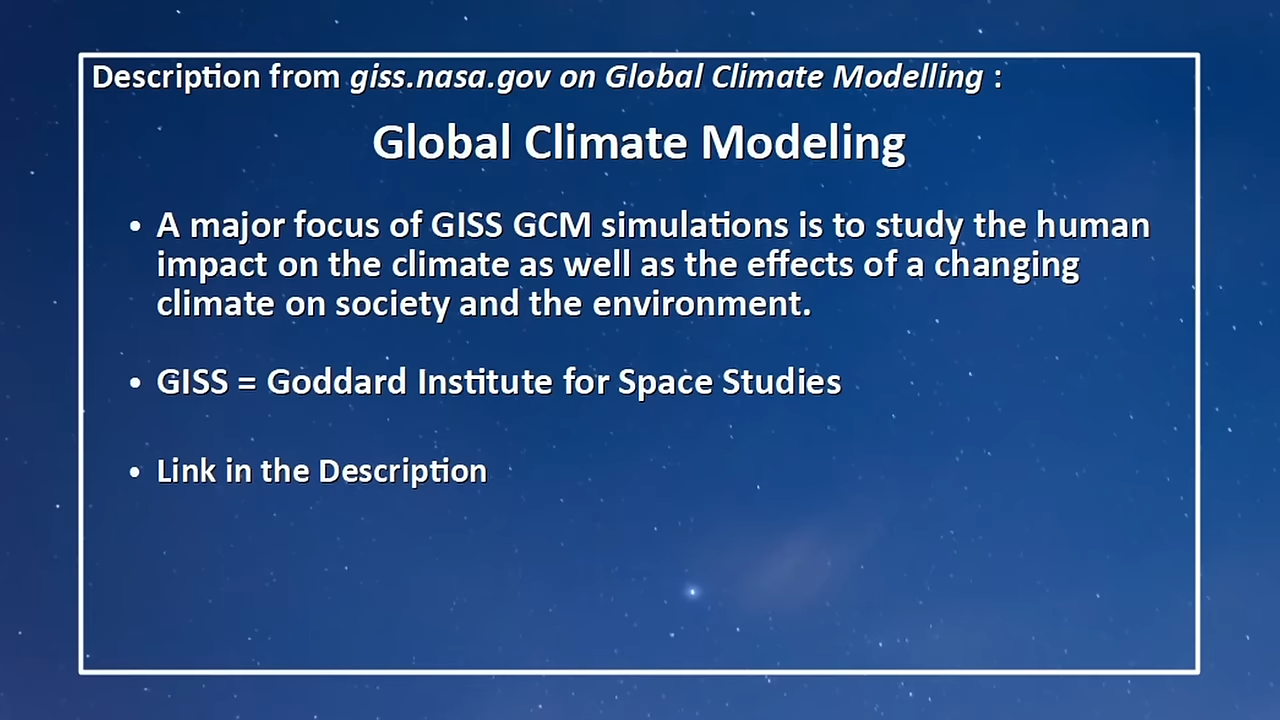 Description from giss.nasa.gov on Global Climate Modelling :
Global Climate Modeling
• A major focus of GISS GCM simulations is to study the human
impact on the climate as well as the effects of a changing
climate on society and the environment.
• GISS = Goddard Institute for Space Studies
• Link in the Description